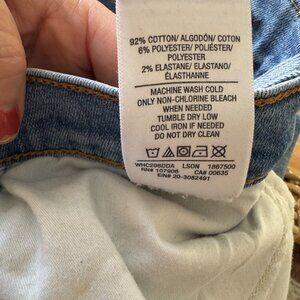 92% COTTON/ ALGODÓN/ COTON
6% POLYESTER/ POLIÉSTER/
POLYESTER
2% ELASTANE/ ELASTANO/
ÉLASTHANNE
MACHINE WASH COLD
ONLY NON-CHLORINE BLEACH
WHEN NEEDED
TUMBLE DRY LOW
COOL IRON IF NEEDED
DO NOT DRY CLEAN
WHC298DDA LSON 1867500
RN# 107906 CA# 00635
EIN# 20-3082491